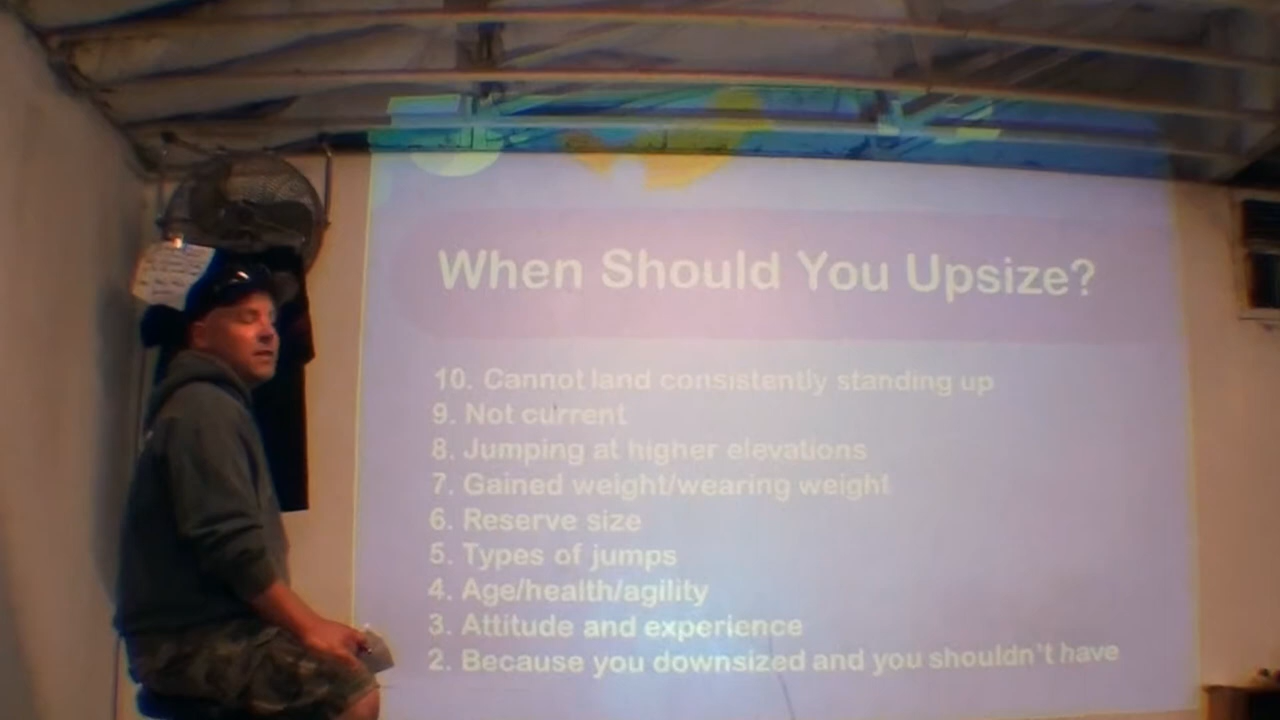 When Should You Upsize?
10. Cannot land consistently standing up
9. Not current
8. Jumping at higher elevations
7. Gained weight/wearing weight
6. Reserve size
5. Types of jumps
4. Age/health/agility
3. Attitude and experience
2. Because you downsized and you shouldn't have